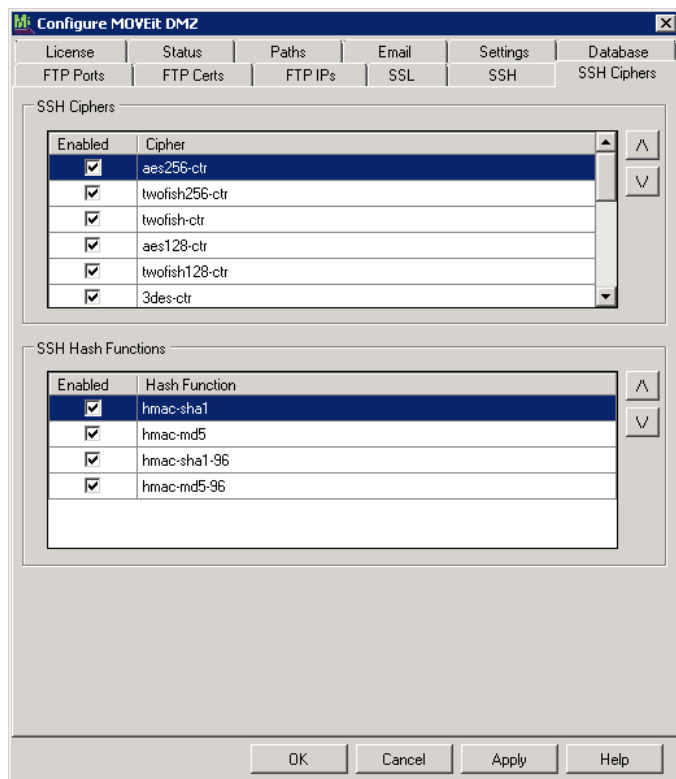 Configure MOVEit DMZ
License Status Paths Email Settings Database
FTP Ports FTP Certs FTP IPs SSL SSH SSH Ciphers
SSH Ciphers
Enabled Cipher
aes256-ctr
twofish256-ctr
twofish-ctr
aes128-ctr
twofish128-ctr
3des-ctr
SSH Hash Functions
Enabled Hash Function
hmac-sha1
hmac-md5
hmac-sha1-96
hmac-md5-96
OK Cancel Apply Help